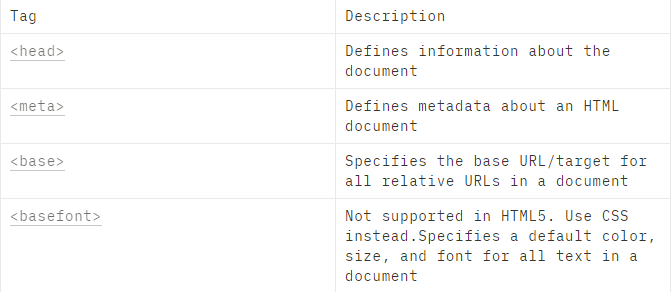 Tag Description
<head> Defines information about the
document
<meta> Defines metadata about an HTML
document
<base> Specifies the base URL/target for
all relative URLs in a document
<basefont> Not supported in HTML5. Use CSS
instead.Specifies a default color,
size, and font for all text in a
document